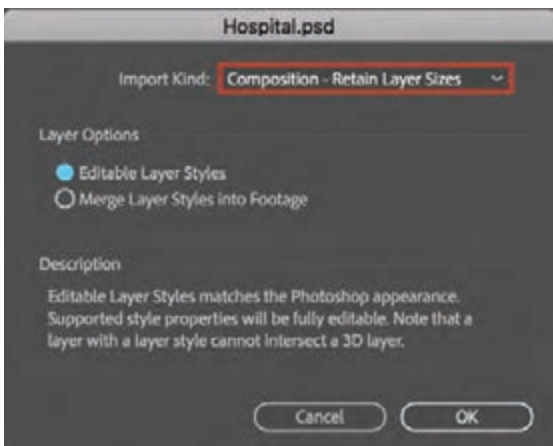 Hospital.psd
Import Kind: Composition - Retain Layer Sizes
Layer Options
Editable Layer Styles
Merge Layer Styles into Footage
Description
Editable Layer Styles matches the Photoshop appearance.
Supported style properties will be fully editable. Note that a
layer with a layer style cannot intersect a 3D layer.
Cancel OK